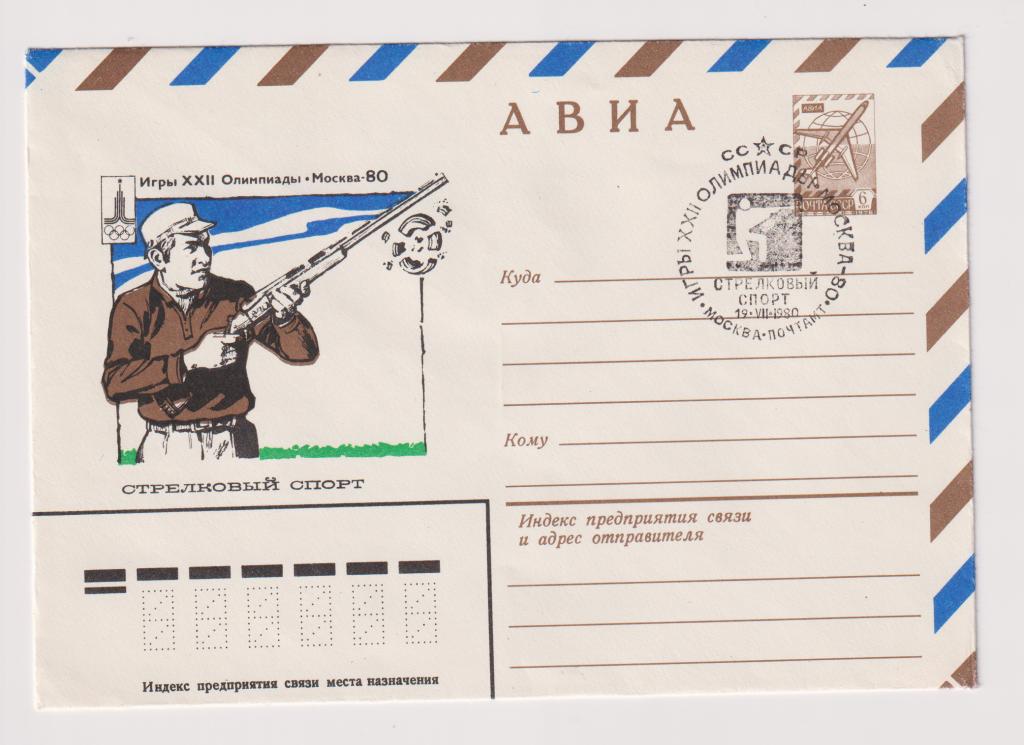 АВИА
АВИА
ПОЧТА СССР
6
КОП
СССР
ИГРЫ XXII ОЛИМПИАДЫ • МОСКВА-80 •
СТРЕЛКОВЫЙ
СПОРТ
19•VII•1980
МОСКВА • ПОЧТАМТ
Игры XXII Олимпиады • Москва-80
СТРЕЛКОВЫЙ СПОРТ
Куда
Кому
Индекс предприятия связи
и адрес отправителя
Индекс предприятия связи места назначения